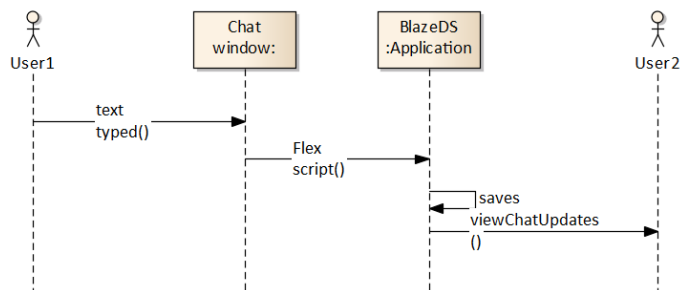 Chat
window:
BlazeDS
:Application
User1
User2
text
typed()
Flex
script()
saves
viewChatUpdates
()